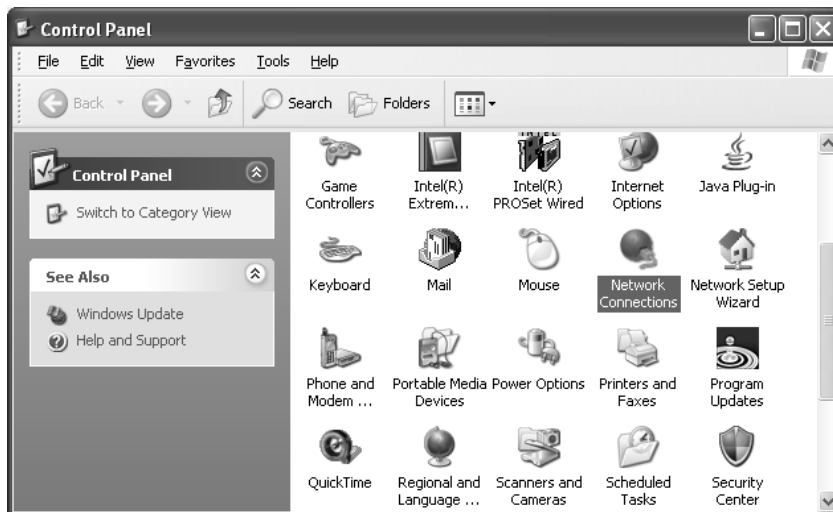 Control Panel
File Edit View Favorites Tools Help
Back Search Folders
Control Panel
Switch to Category View
See Also
Windows Update
Help and Support
INTEL
Game Controllers
Intel(R) Extrem...
Intel(R) PROSet Wired
Internet Options
Java Plug-in
Keyboard
Mail
Mouse
Network Connections
Network Setup Wizard
Phone and Modem ...
Portable Media Devices
Power Options
Printers and Faxes
Program Updates
QuickTime
Regional and Language ...
Scanners and Cameras
Scheduled Tasks
Security Center